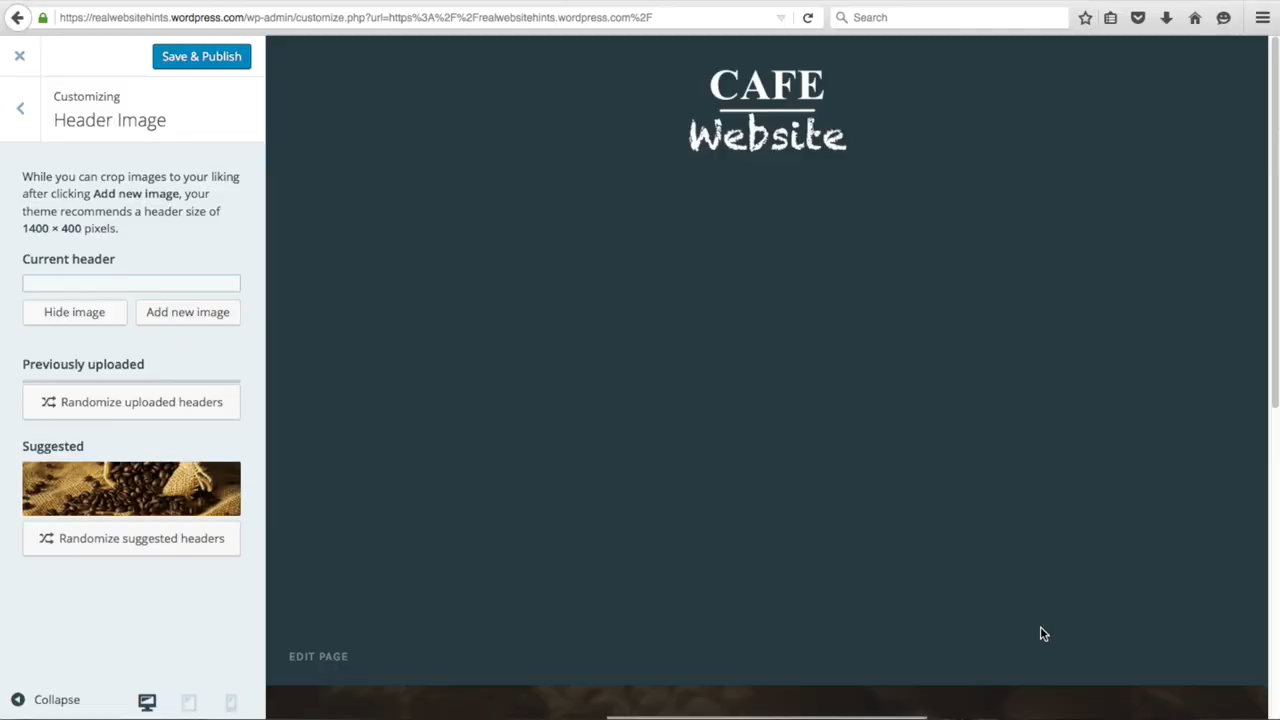 https://realwebsitehints.wordpress.com/wp-admin/customize.php?url=https%3A%2F%2Frealwebsitehints.wordpress.com%2F
Search
Save & Publish
Customizing
Header Image
While you can crop images to your liking
after clicking Add new image, your
theme recommends a header size of
1400 × 400 pixels.
Current header
Hide image
Add new image
Previously uploaded
Randomize uploaded headers
Suggested
Randomize suggested headers
Collapse
CAFE
Website
EDIT PAGE